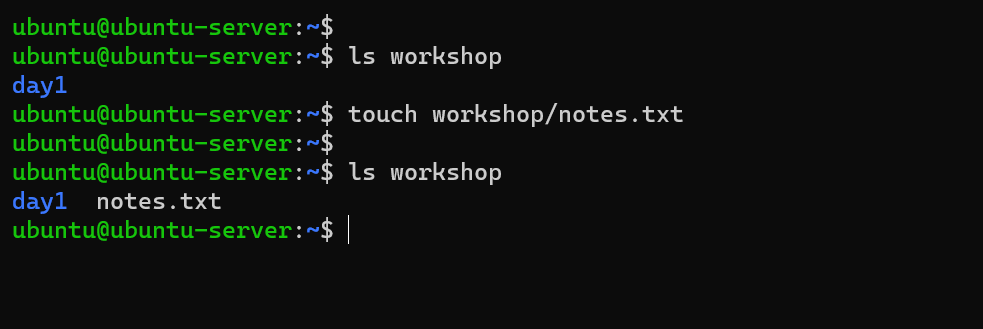 ubuntu@ubuntu-server:~$
ubuntu@ubuntu-server:~$ ls workshop
day1
ubuntu@ubuntu-server:~$ touch workshop/notes.txt
ubuntu@ubuntu-server:~$
ubuntu@ubuntu-server:~$ ls workshop
day1  notes.txt
ubuntu@ubuntu-server:~$